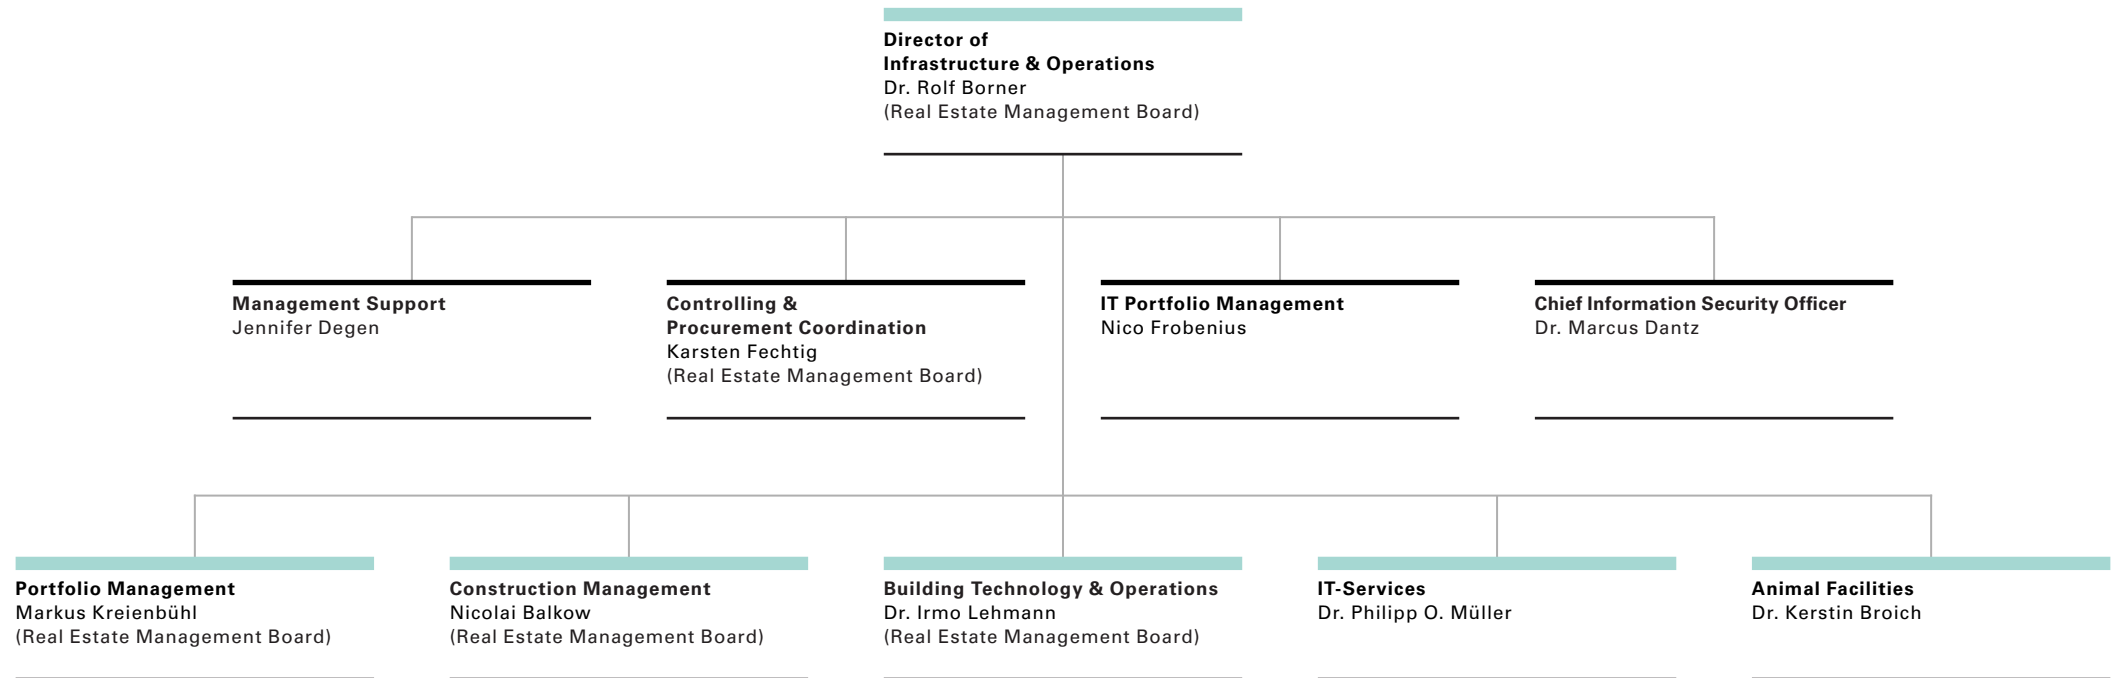 Director of
Infrastructure & Operations
Dr. Rolf Borner
(Real Estate Management Board)
Management Support
Jennifer Degen
Controlling &
Procurement Coordination
Karsten Fechtig
(Real Estate Management Board)
IT Portfolio Management
Nico Frobenius
Chief Information Security Officer
Dr. Marcus Dantz
Portfolio Management
Markus Kreienbühl
(Real Estate Management Board)
Construction Management
Nicolai Balkow
(Real Estate Management Board)
Building Technology & Operations
Dr. Irmo Lehmann
(Real Estate Management Board)
IT-Services
Dr. Philipp O. Müller
Animal Facilities
Dr. Kerstin Broich